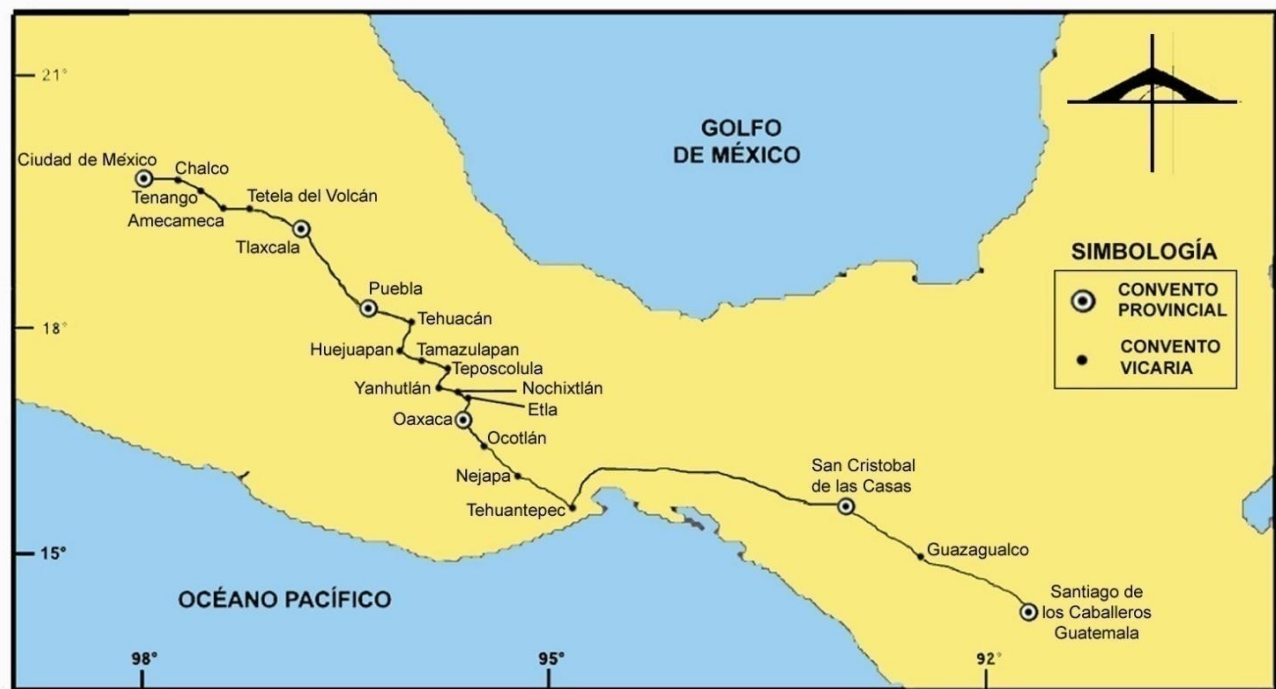 21°
GOLFO
DE MÉXICO
Ciudad de México
Chalco
Tenango
Tetela del Volcán
Amecameca
Tlaxcala
SIMBOLOGÍA
CONVENTO
PROVINCIAL
CONVENTO
VICARIA
Puebla
18°
Tehuacán
Huejuapan
Tamazulapan
Teposcolula
Yanhutlán
Nochixtlán
Etla
Oaxaca
Ocotlán
Nejapa
San Cristobal
de las Casas
Tehuantepec
15°
Guazagualco
OCÉANO PACÍFICO
Santiago de
los Caballeros
Guatemala
98°
95°
92°